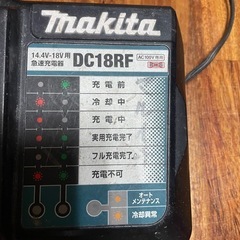 makita
14.4V-18V用
急速充電器
DC18RF
AC100V専用
充電前
冷却中
充電中
実用充電完了
フル充電完了
充電不可
オート
メンテナンス
冷却異常